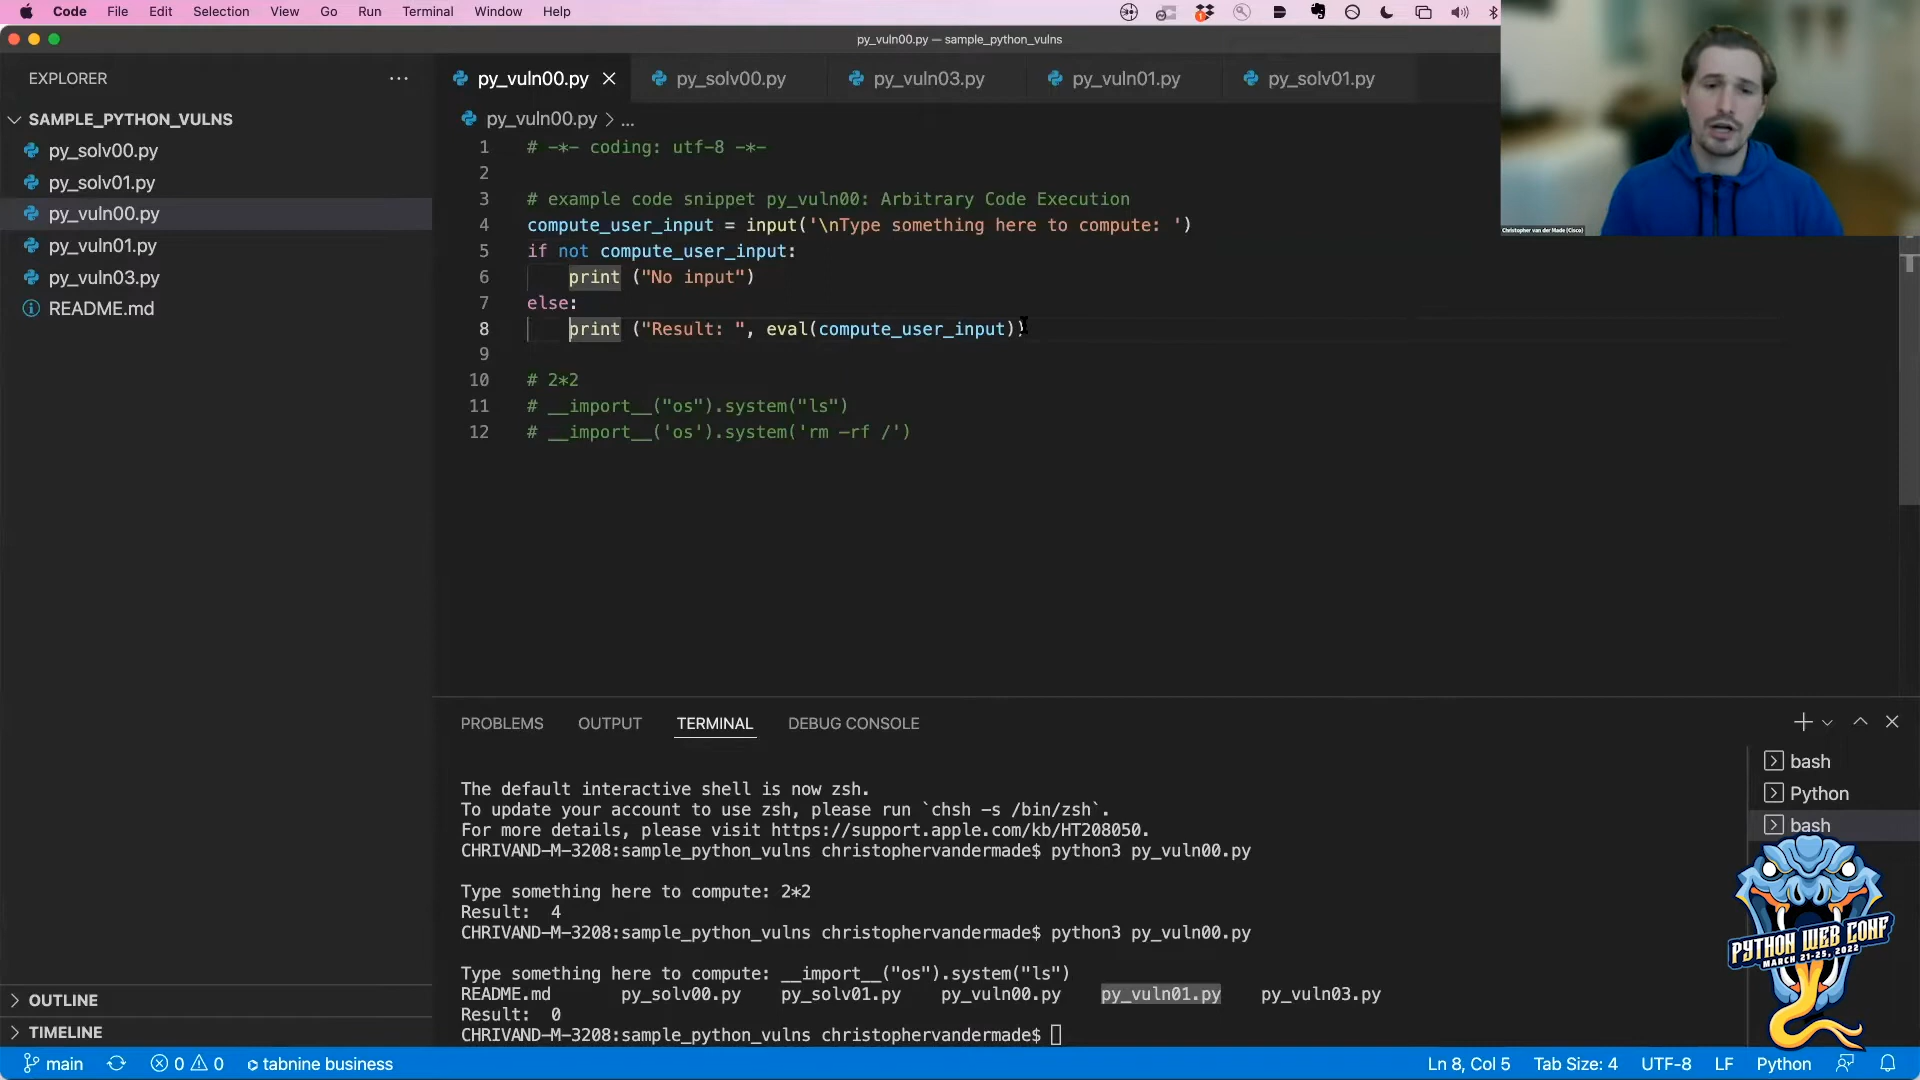 Code File Edit Selection View Go Run Terminal Window Help
py_vuln00.py — sample_python_vulns
EXPLORER
SAMPLE_PYTHON_VULNS
py_solv00.py
py_solv01.py
py_vuln00.py
py_vuln01.py
py_vuln03.py
README.md
OUTLINE
TIMELINE
py_vuln00.py py_solv00.py py_vuln03.py py_vuln01.py py_solv01.py
py_vuln00.py > ...
1 # -*- coding: utf-8 -*-
2
3 # example code snippet py_vuln00: Arbitrary Code Execution
4 compute_user_input = input('\nType something here to compute: ')
5 if not compute_user_input:
6 print ("No input")
7 else:
8 print ("Result: ", eval(compute_user_input))
9
10 # 2*2
11 # __import__("os").system("ls")
12 # __import__('os').system('rm -rf /')
Christopher van der Made (Cisco)
PROBLEMS OUTPUT TERMINAL DEBUG CONSOLE
The default interactive shell is now zsh.
To update your account to use zsh, please run `chsh -s /bin/zsh`.
For more details, please visit https://support.apple.com/kb/HT208050.
CHRIVAND-M-3208:sample_python_vulns christophervandermade$ python3 py_vuln00.py
Type something here to compute: 2*2
Result:  4
CHRIVAND-M-3208:sample_python_vulns christophervandermade$ python3 py_vuln00.py
Type something here to compute: __import__("os").system("ls")
README.md py_solv00.py py_solv01.py py_vuln00.py py_vuln01.py py_vuln03.py
Result:  0
CHRIVAND-M-3208:sample_python_vulns christophervandermade$
bash
Python
bash
PYTHON WEB CONF
MARCH 21-25, 2022
main 0 0 tabnine business Ln 8, Col 5 Tab Size: 4 UTF-8 LF Python